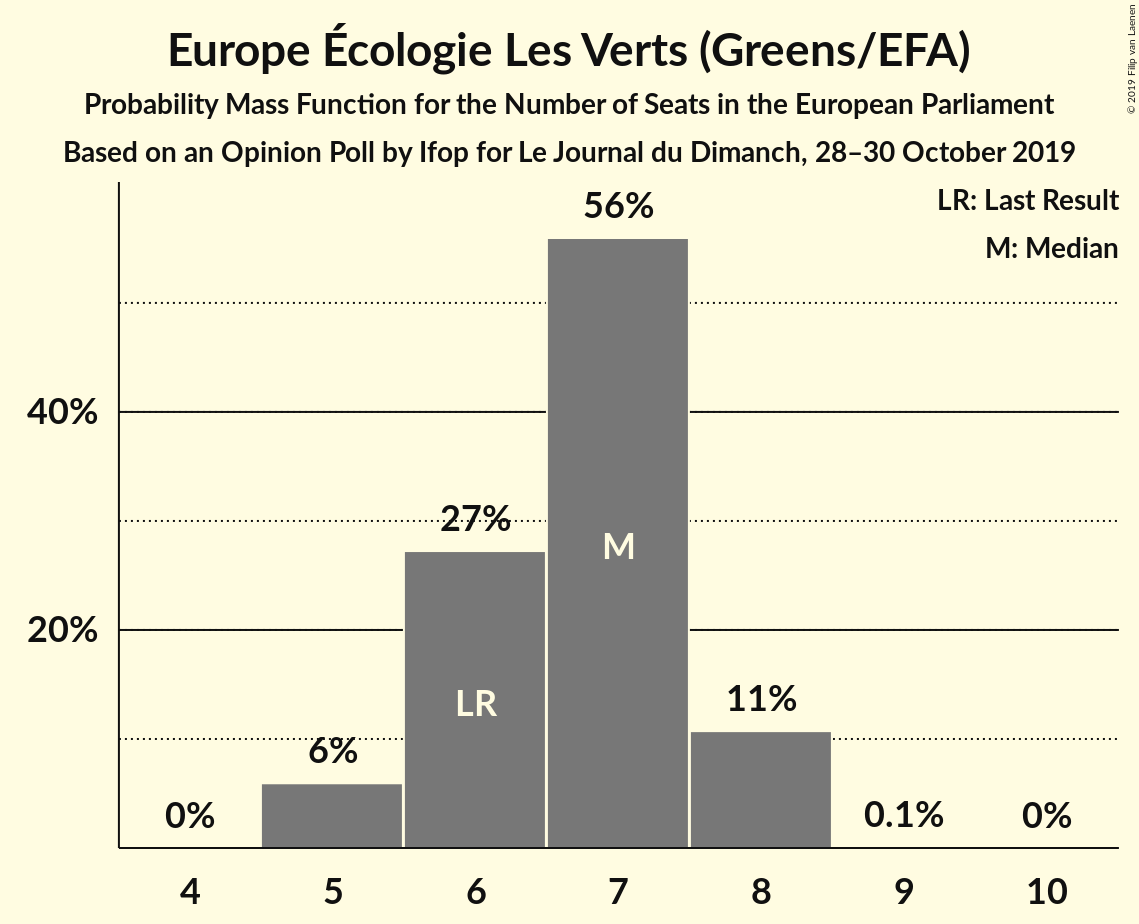 Europe Écologie Les Verts (Greens/EFA)
Probability Mass Function for the Number of Seats in the European Parliament
Based on an Opinion Poll by Ifop for Le Journal du Dimanch, 28–30 October 2019
© 2019 Filip van Laenen
LR: Last Result
M: Median
56%
40%
27%
M
20%
LR
11%
6%
0%
0.1%
0%
4 5 6 7 8 9 10